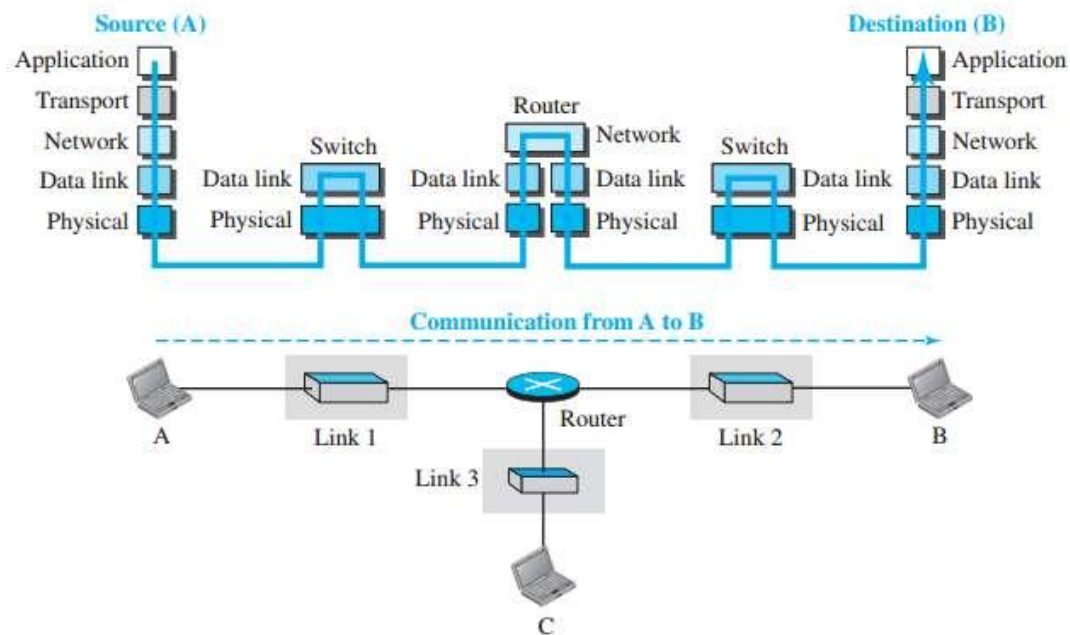 Source (A)
Destination (B)
Application
Application
Transport
Transport
Router
Network
Network
Network
Switch
Switch
Data link
Data link
Data link
Data link
Data link
Data link
Physical
Physical
Physical
Physical
Physical
Physical
Communication from A to B
A
Link 1
Router
Link 2
B
Link 3
C